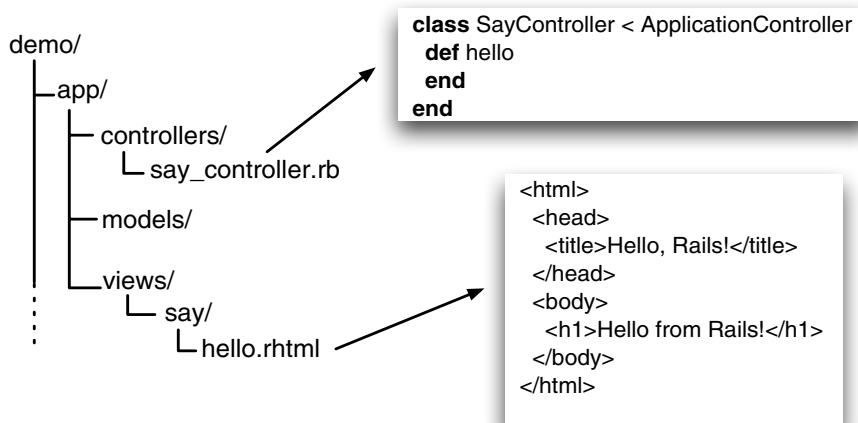 demo/
app/
controllers/
say_controller.rb
models/
views/
say/
hello.rhtml
class SayController < ApplicationController
def hello
end
end
<html>
<head>
<title>Hello, Rails!</title>
</head>
<body>
<h1>Hello from Rails!</h1>
</body>
</html>